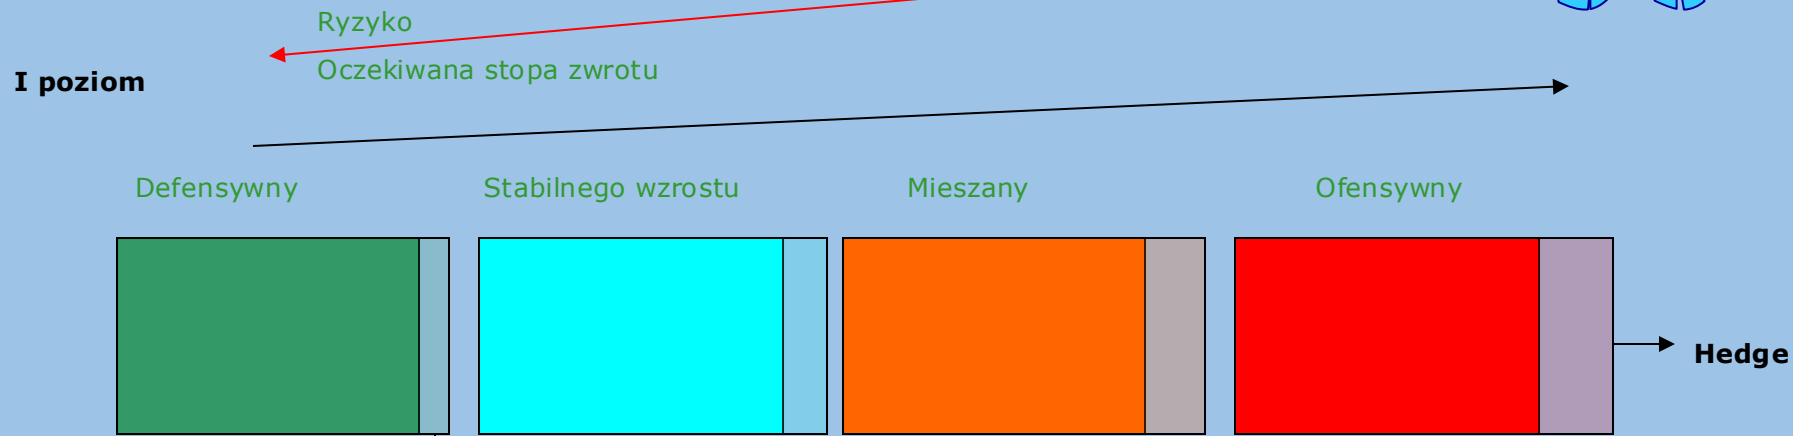 Ryzyko
Oczekiwana stopa zwrotu
I poziom
Defensywny
Stabilnego wzrostu
Mieszany
Ofensywny
Hedge